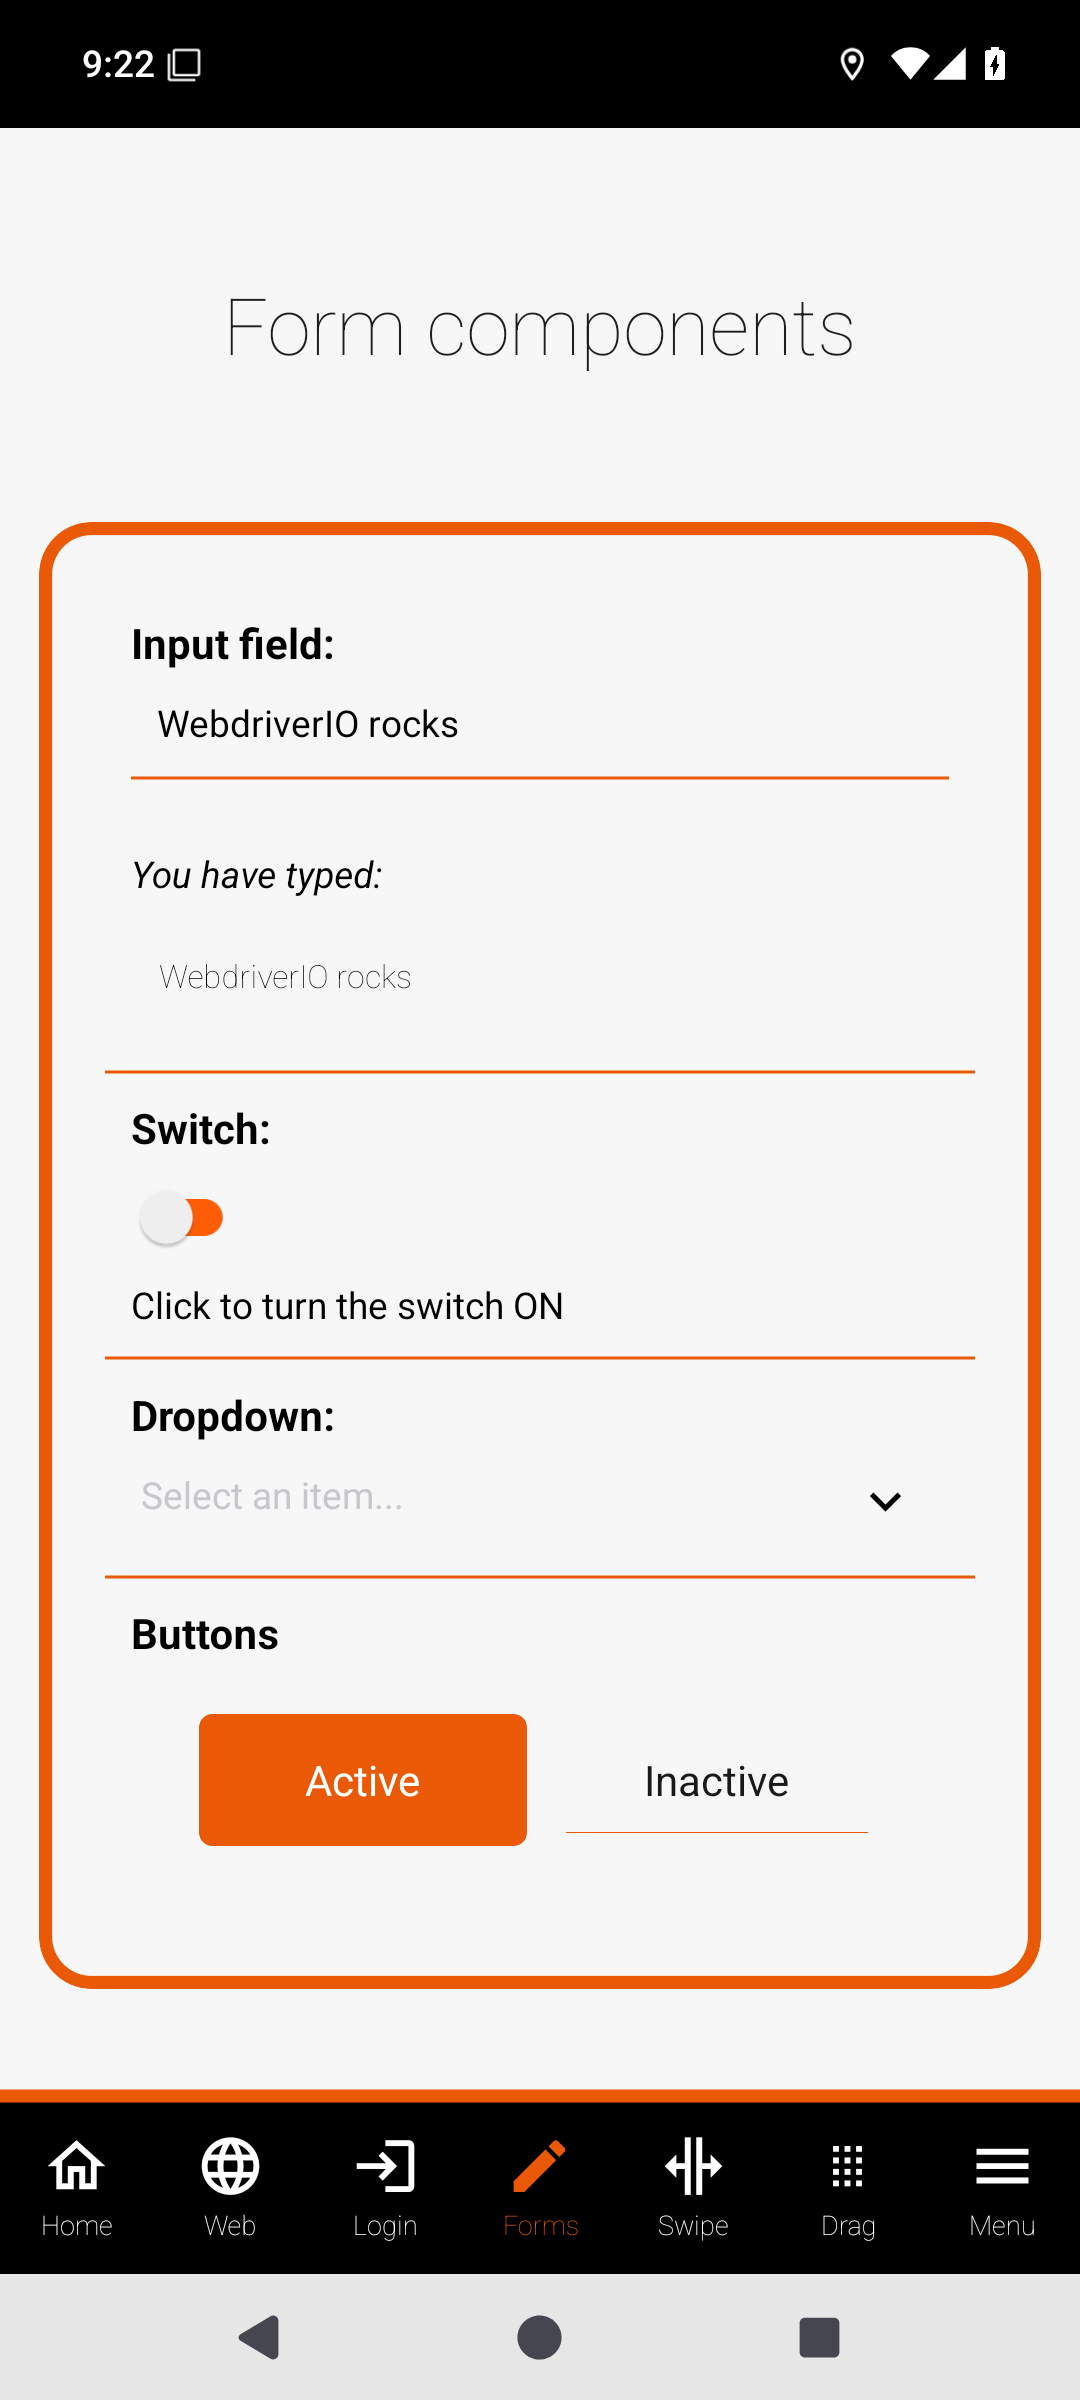 9:22
Form components
Input field:
WebdriverIO rocks
You have typed:
WebdriverIO rocks
Switch:
Click to turn the switch ON
Dropdown:
Select an item...
Buttons
Active Inactive
Home Web Login Forms Swipe Drag Menu